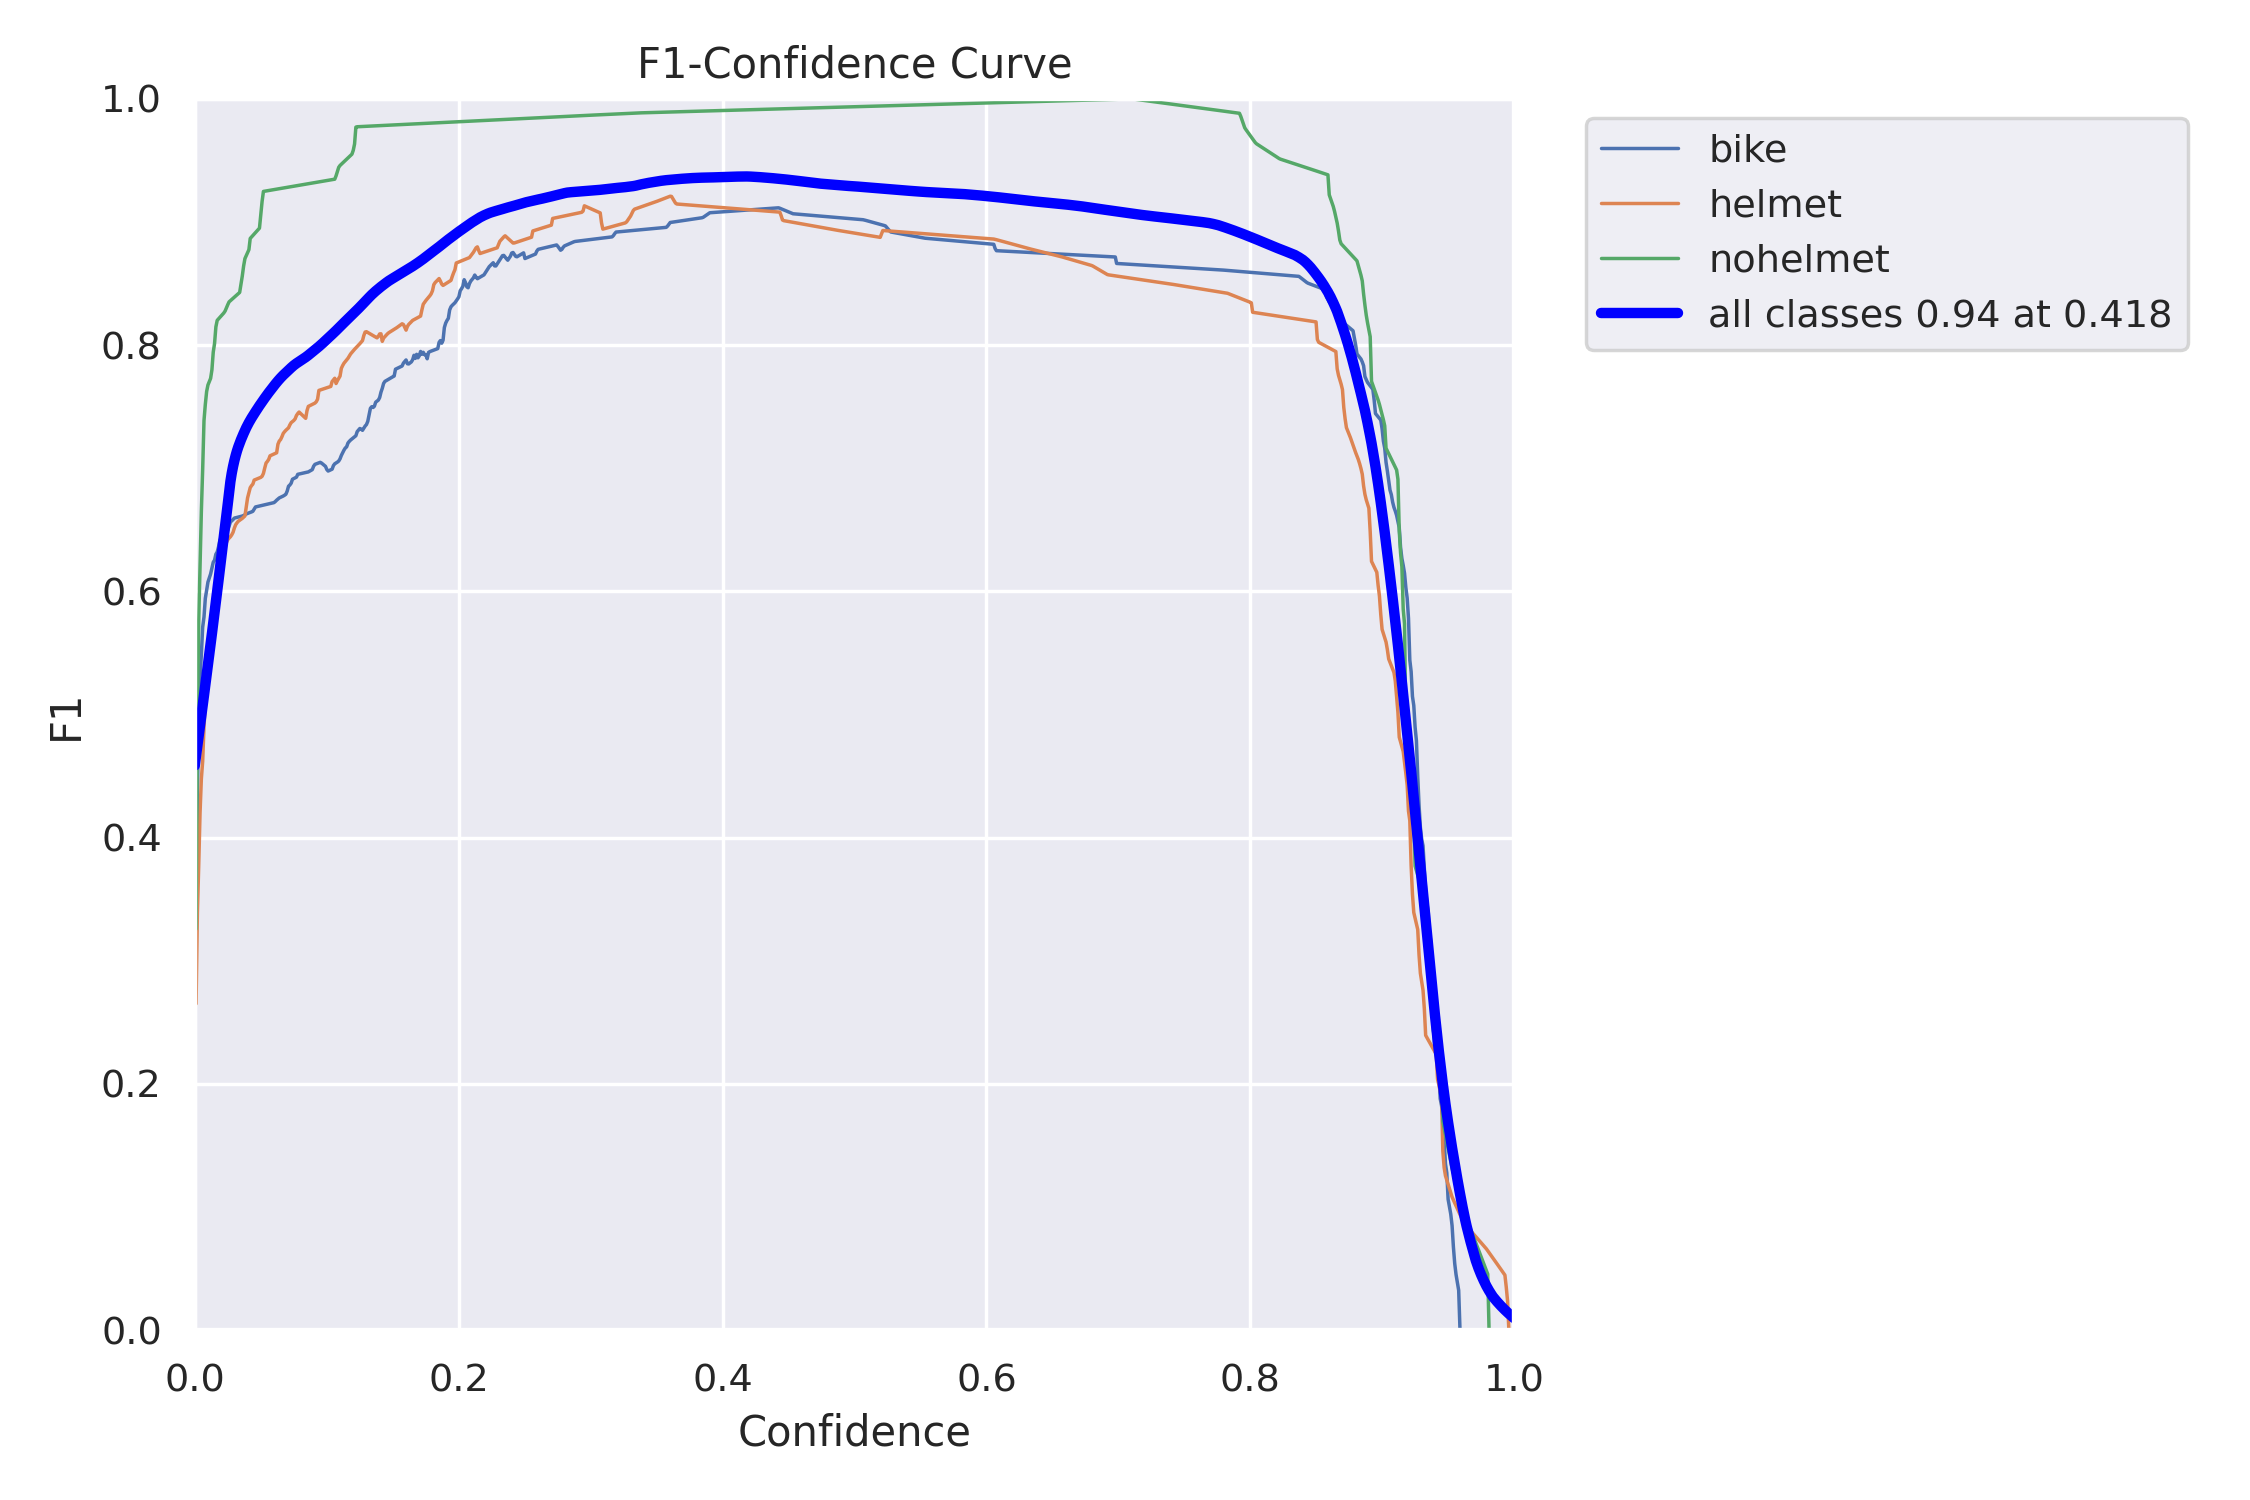 F1-Confidence Curve
1.0
0.8
0.6
0.4
0.2
0.0
F1
0.0 0.2 0.4 0.6 0.8 1.0
Confidence
bike
helmet
nohelmet
all classes 0.94 at 0.418